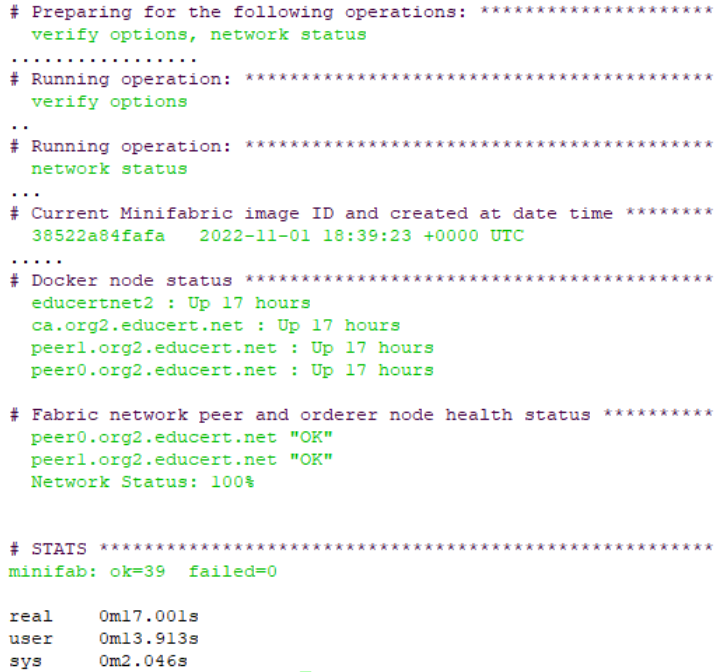 # Preparing for the following operations: *********************
verify options, network status
.................
# Running operation: ******************************************
verify options
..
# Running operation: ******************************************
network status
...
# Current Minifabric image ID and created at date time ********
38522a84fafa   2022-11-01 18:39:23 +0000 UTC
.....
# Docker node status ******************************************
educertnet2 : Up 17 hours
ca.org2.educert.net : Up 17 hours
peer1.org2.educert.net : Up 17 hours
peer0.org2.educert.net : Up 17 hours
# Fabric network peer and orderer node health status **********
peer0.org2.educert.net "OK"
peer1.org2.educert.net "OK"
Network Status: 100%
# STATS *******************************************************
minifab: ok=39  failed=0
real    0m17.001s
user    0m13.913s
sys     0m2.046s